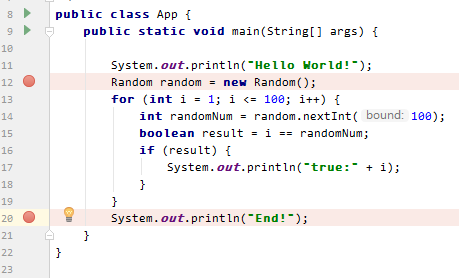 8 public class App {
9 public static void main(String[] args) {
10
11 System.out.println("Hello World!");
12 Random random = new Random();
13 for (int i = 1; i <= 100; i++) {
14 int randomNum = random.nextInt( bound: 100);
15 boolean result = i == randomNum;
16 if (result) {
17 System.out.println("true:" + i);
18 }
19 }
20 System.out.println("End!");
21 }
22 }
23